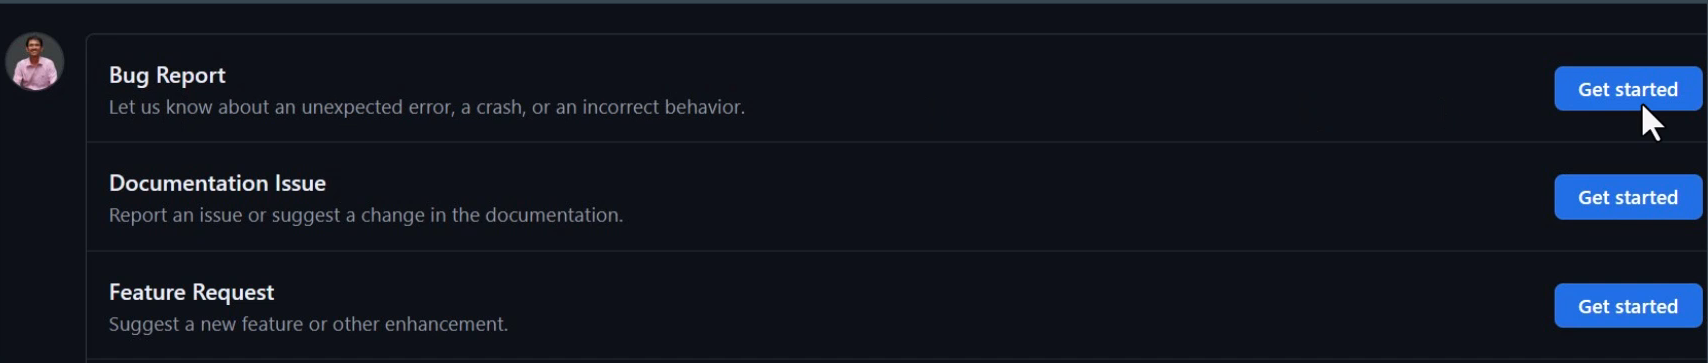 Bug Report
Let us know about an unexpected error, a crash, or an incorrect behavior.
Get started
Documentation Issue
Report an issue or suggest a change in the documentation.
Get started
Feature Request
Suggest a new feature or other enhancement.
Get started